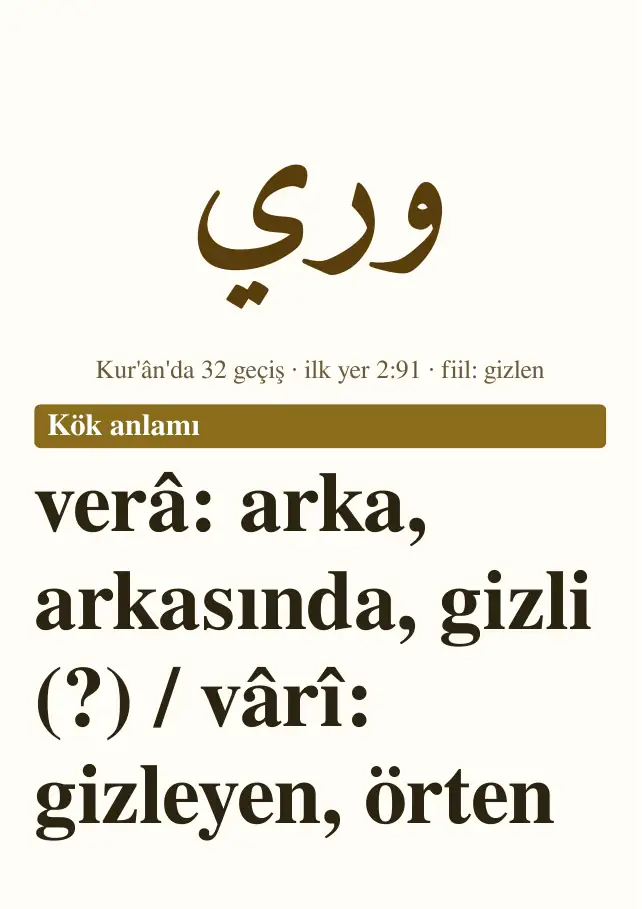 وري
Kur'ân'da 32 geçiş · ilk yer 2:91 · fiil: gizlen
Kök anlamı
verâ: arka,
arkasında, gizli
(?) / vârî:
gizleyen, örten